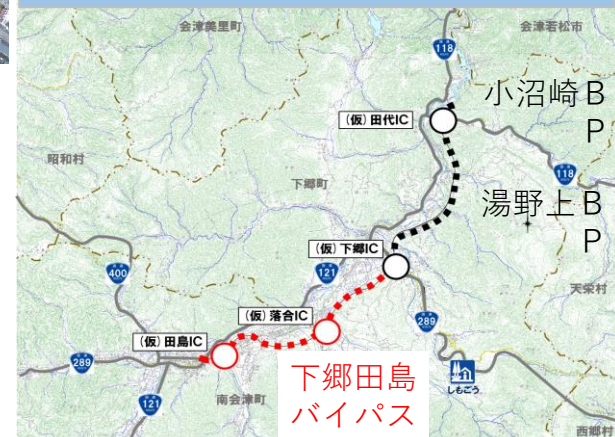 会津美里町
会津若松市
118
小沼崎B
P
(仮) 田代IC
昭和村
118
下郷町
湯野上B
P
(仮) 下郷IC
天栄村
400
121
(仮) 落合IC
289
(仮) 田島IC
289
しもごう
下郷田島
バイパス
南会津町
121
西郷村